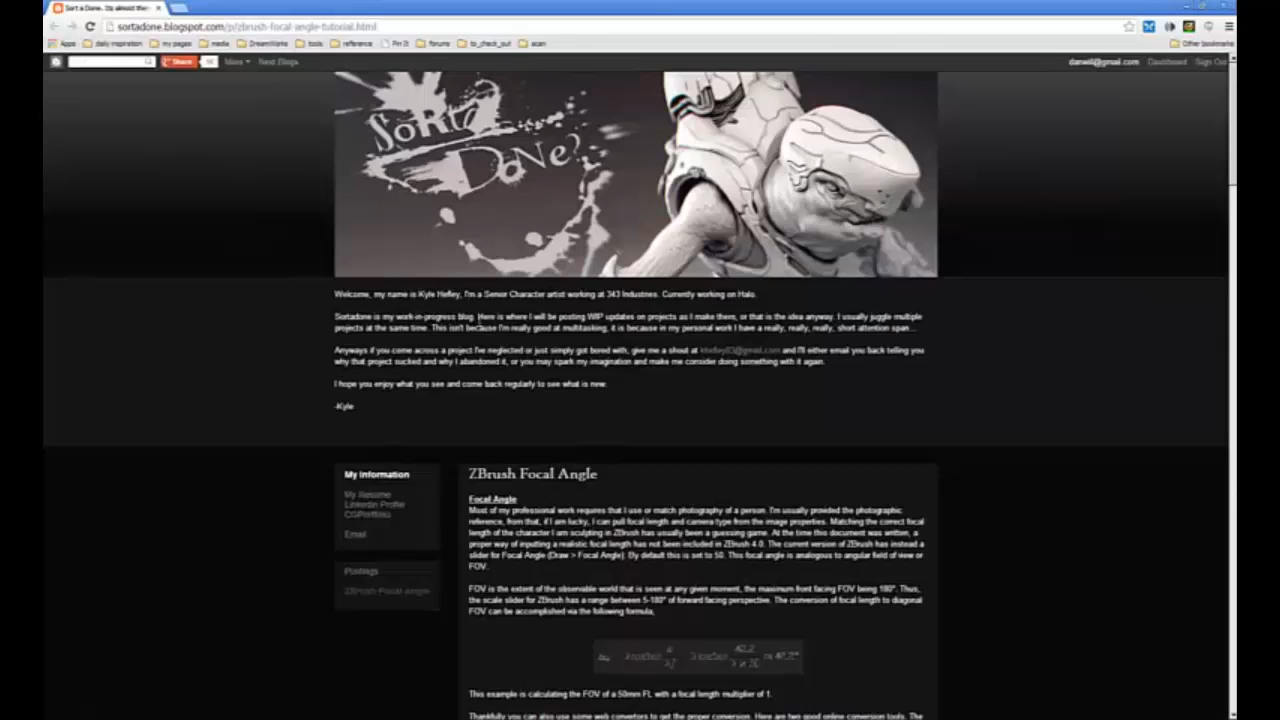 Sort a Done. Its almost ther
sortadone.blogspot.com/p/zbrush-focal-angle-tutorial.html
Apps daily inspiration my pages media DreamWorks tools reference Pin It forums to_check_out scan Other bookmarks
Share More Next Blog» danwill@gmail.com Dashboard Sign Out
SoRta
DoNe?
Welcome, my name is Kyle Hefley, I'm a Senior Character artist working at 343 Industries. Currently working on Halo.
Sortadone is my work-in-progress blog. Here is where I will be posting WIP updates on projects as I make them, or that is the idea anyway. I usually juggle multiple
projects at the same time. This isn't because I'm really good at multitasking, it is because in my personal work I have a really, really, really, short attention span...
Anyways if you come across a project I've neglected or just simply got bored with, give me a shout at and I'll either email you back telling you
why that project sucked and why I abandoned it, or you may spark my imagination and make me consider doing something with it again.
I hope you enjoy what you see and come back regularly to see what is new.
-Kyle
My Information
My Resume
LinkedIn Profile
CGPortfolio
Email
Postings
ZBrush Focal Angle
ZBrush Focal Angle
Focal Angle
Most of my professional work requires that I use or match photography of a person. I'm usually provided the photographic
reference, from that, if I am lucky, I can pull focal length and camera type from the image properties. Matching the correct focal
length of the character I am sculpting in ZBrush has usually been a guessing game. At the time this document was written, a
proper way of inputting a realistic focal length has not been included in ZBrush 4.0. The current version of ZBrush has instead a
slider for Focal Angle (Draw > Focal Angle). By default this is set to 50. This focal angle is analogous to angular field of view or
FOV.
FOV is the extent of the observable world that is seen at any given moment, the maximum front facing FOV being 180°. Thus,
the scale slider for ZBrush has a range between 5-180° of forward facing perspective. The conversion of focal length to diagonal
FOV can be accomplished via the following formula,
This example is calculating the FOV of a 50mm FL with a focal length multiplier of 1.
Thankfully you can also use some web convertors to get the proper conversion. Here are two good online conversion tools. The